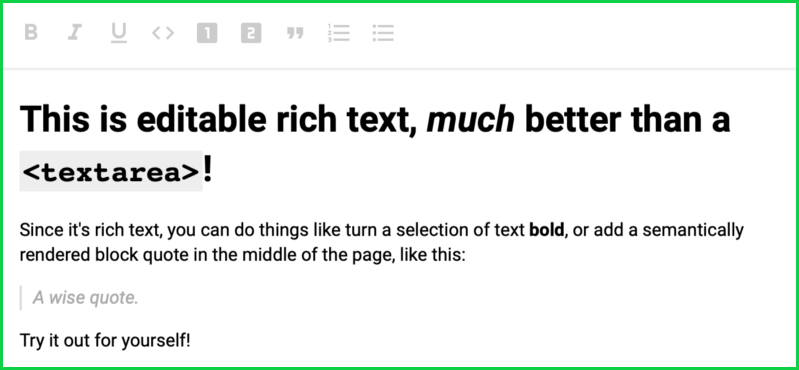 B I U <> 1 2 ”
This is editable rich text, much better than a
<textarea>!
Since it's rich text, you can do things like turn a selection of text bold, or add a semantically
rendered block quote in the middle of the page, like this:
A wise quote.
Try it out for yourself!